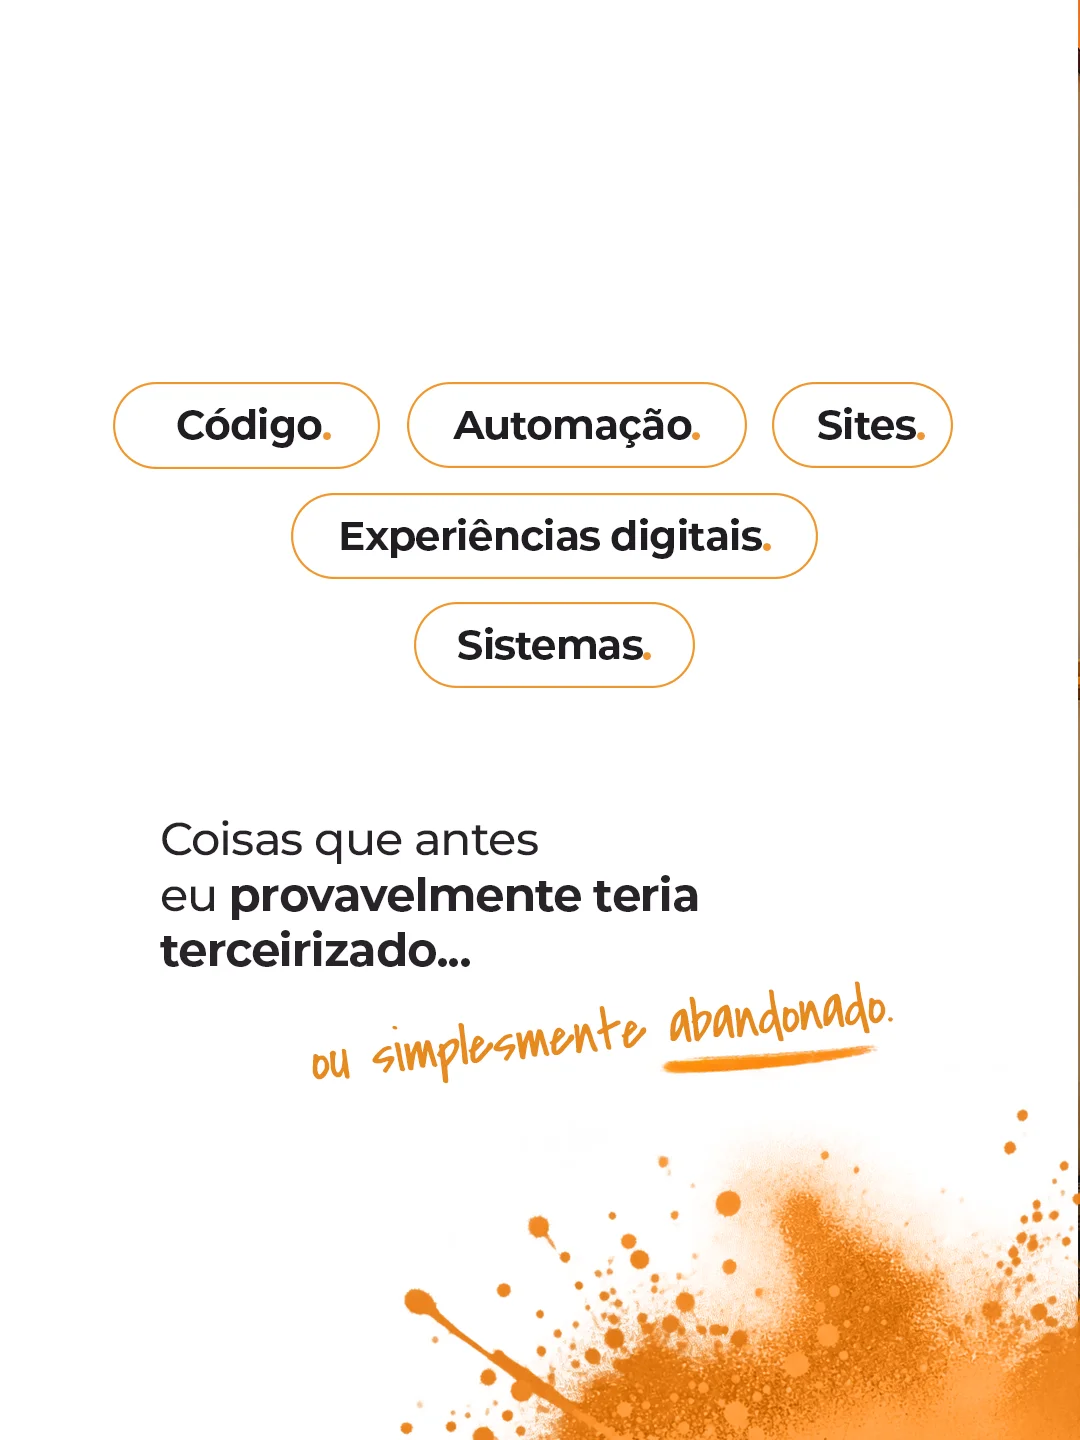 Código.
Automação.
Sites.
Experiências digitais.
Sistemas.
Coisas que antes
eu provavelmente teria
terceirizado...
ou simplesmente abandonado.